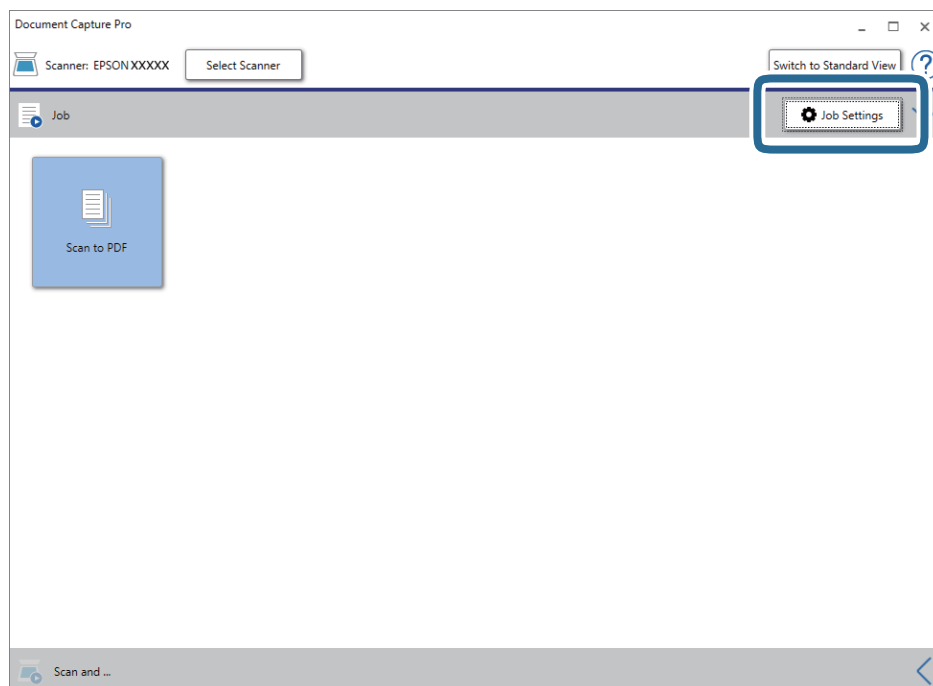 Document Capture Pro
Scanner: EPSON XXXXX Select Scanner Switch to Standard View ?
Job Job Settings
Scan to PDF
Scan and ...